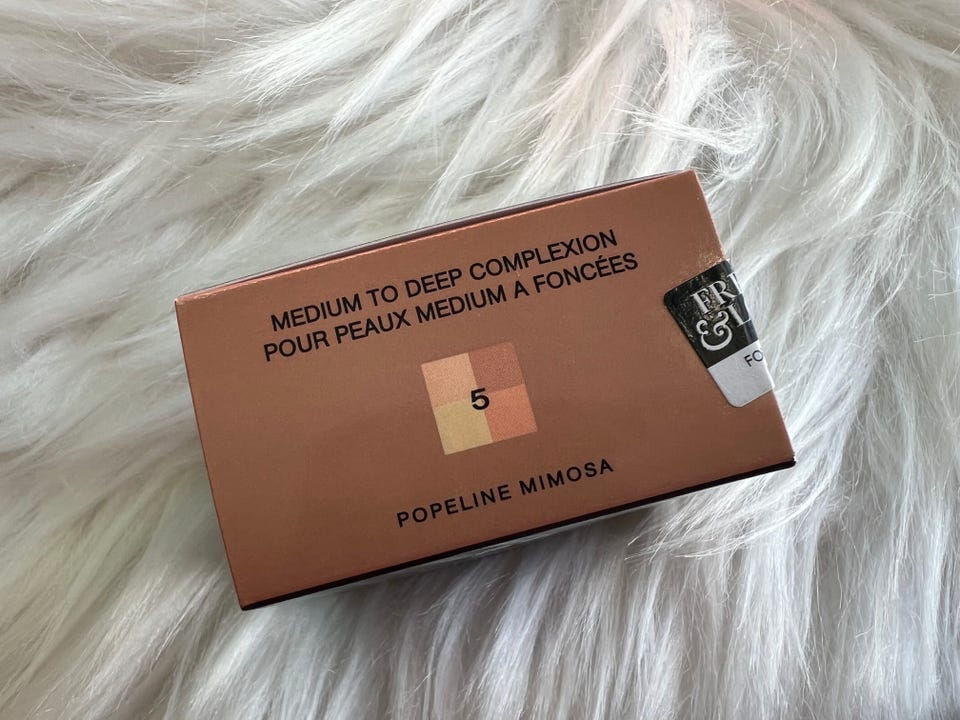 MEDIUM TO DEEP COMPLEXION
POUR PEAUX MEDIUM A FONCÉES
5
POPELINE MIMOSA